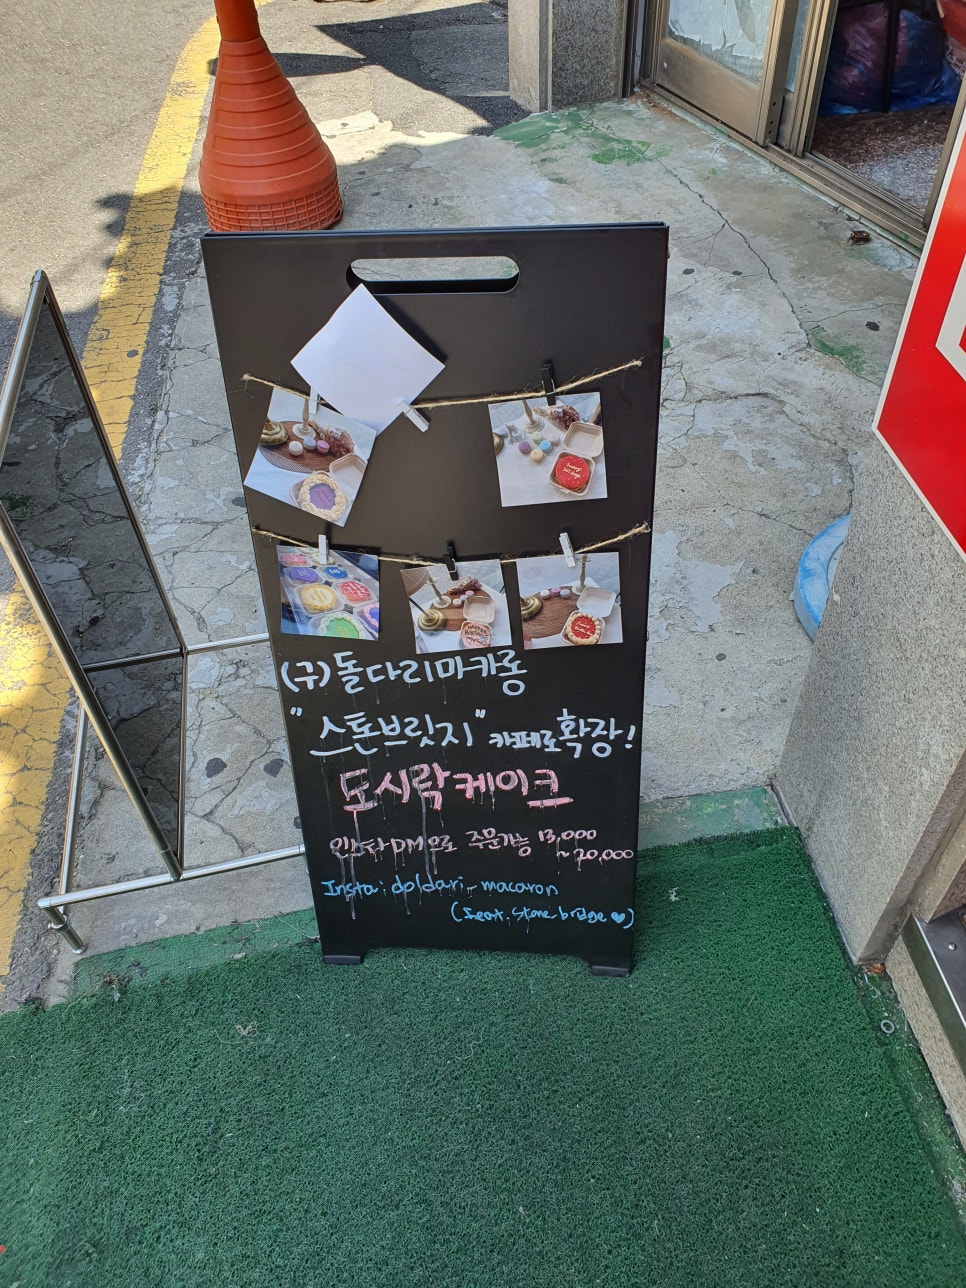 (구)돌다리마카롱
"스톤브릿지" 카페로 확장!
도시락케이크
인스타 DM으로 주문가능 13,000
~20,000
Insta: doldari_macaron
(feat. Stone_bridge♥)